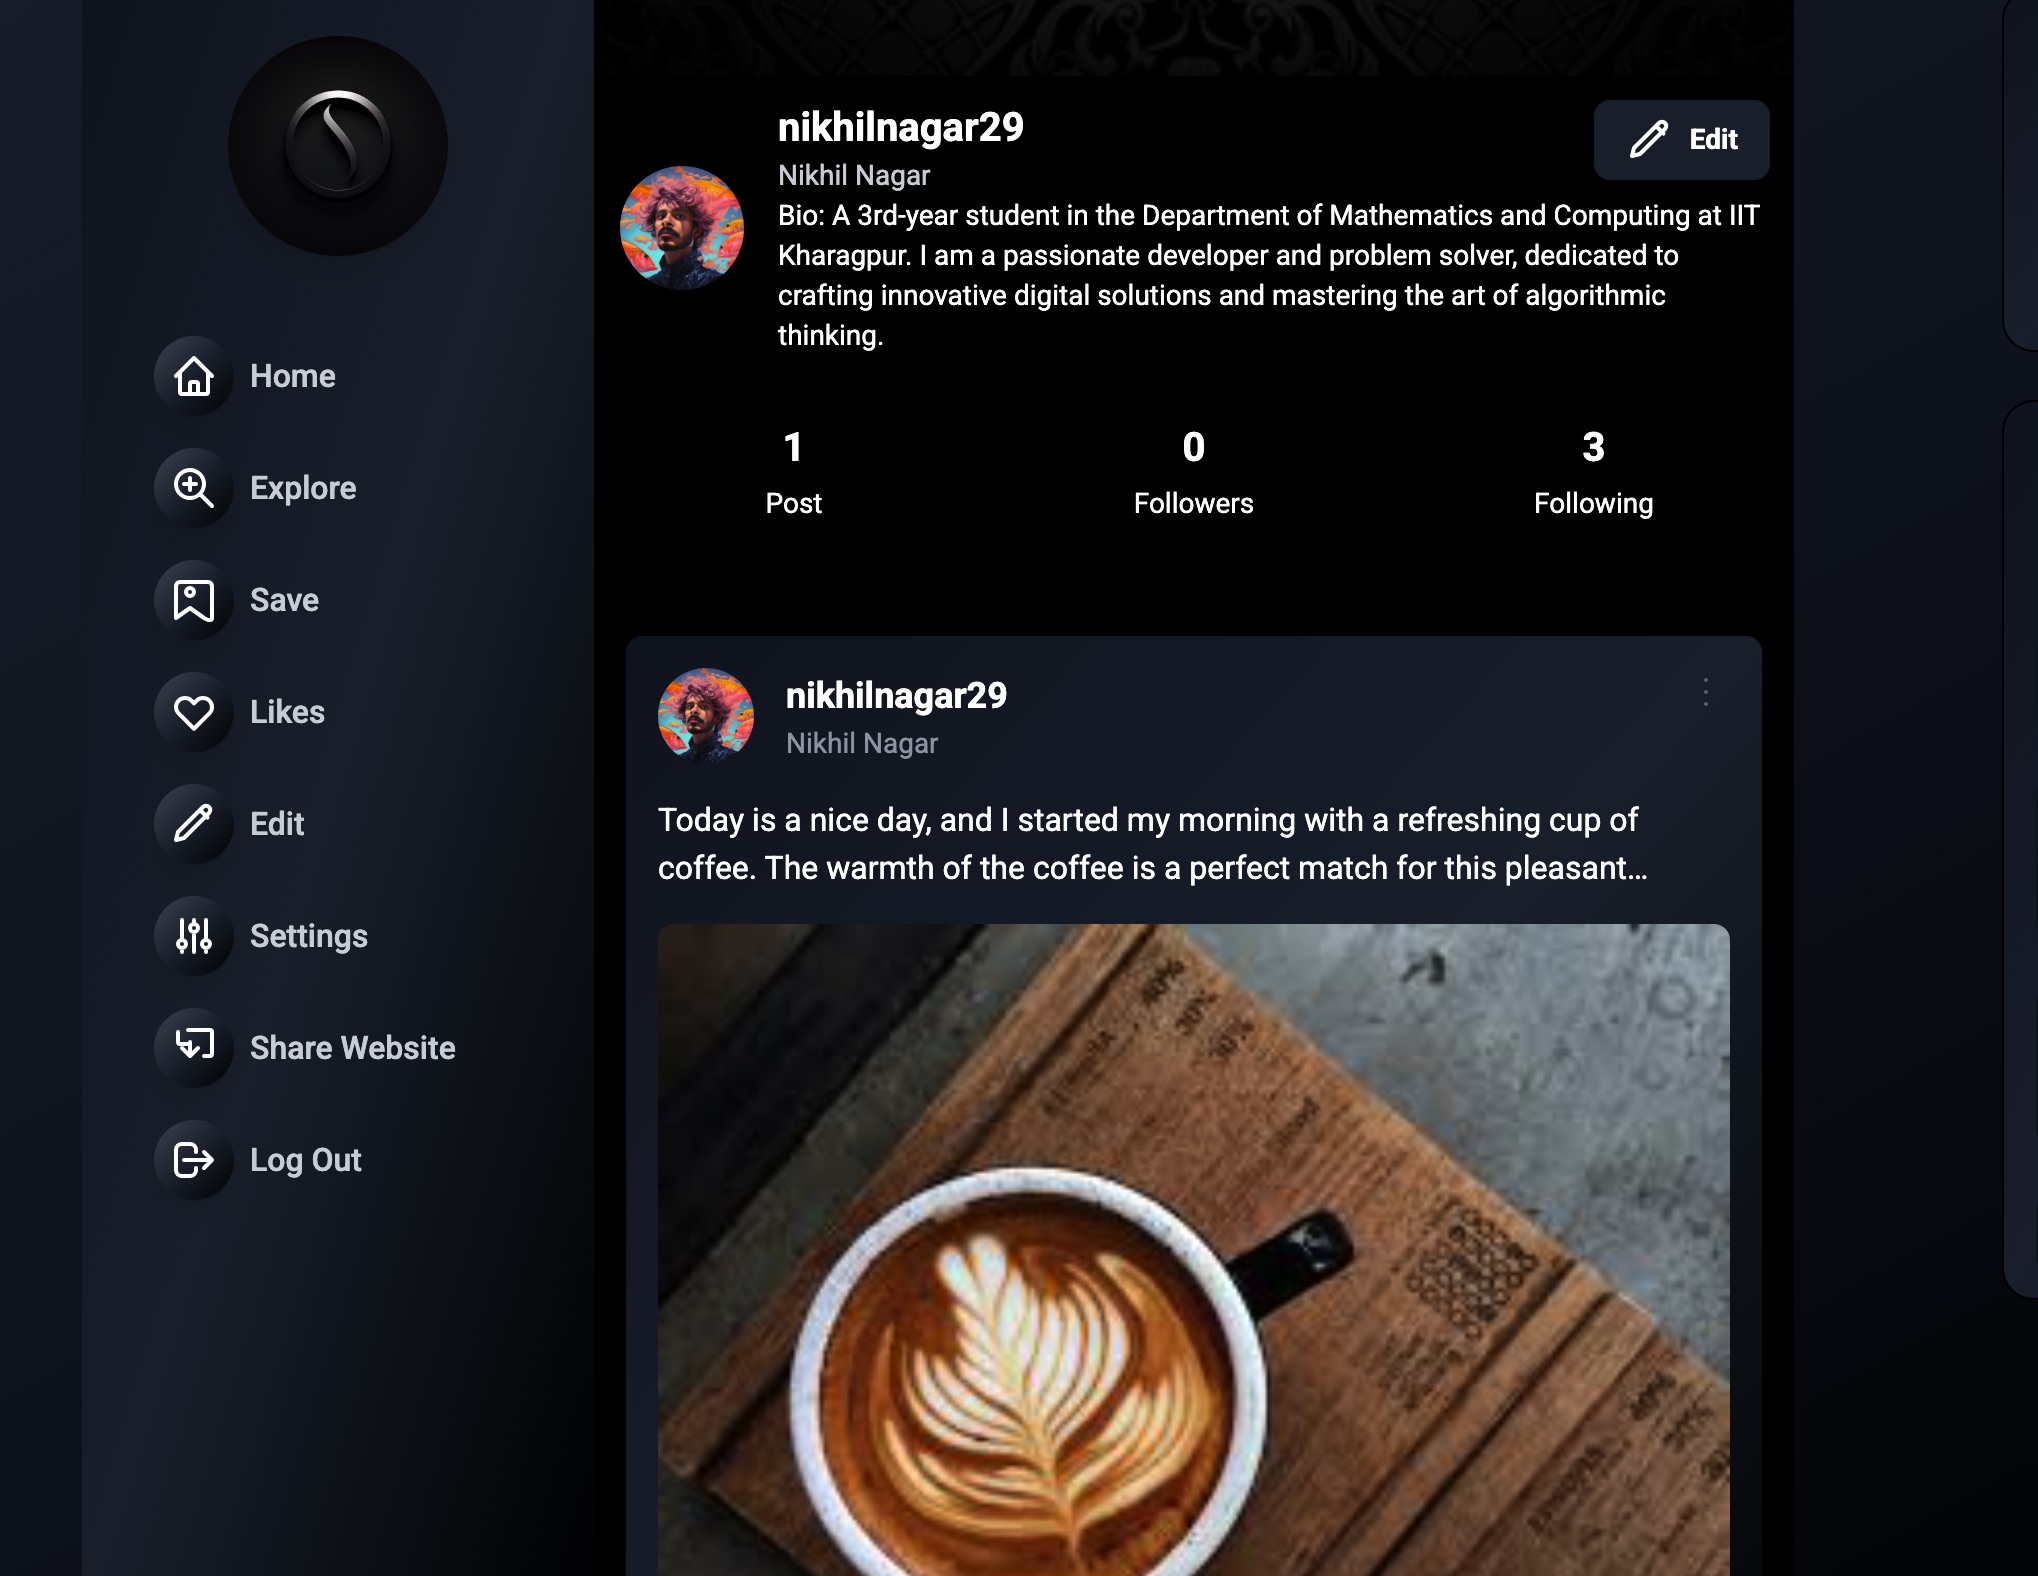 Home
Explore
Save
Likes
Edit
Settings
Share Website
Log Out
nikhilnagar29
Nikhil Nagar
Edit
Bio: A 3rd-year student in the Department of Mathematics and Computing at IIT
Kharagpur. I am a passionate developer and problem solver, dedicated to
crafting innovative digital solutions and mastering the art of algorithmic
thinking.
1
Post
0
Followers
3
Following
nikhilnagar29
Nikhil Nagar
Today is a nice day, and I started my morning with a refreshing cup of
coffee. The warmth of the coffee is a perfect match for this pleasant...